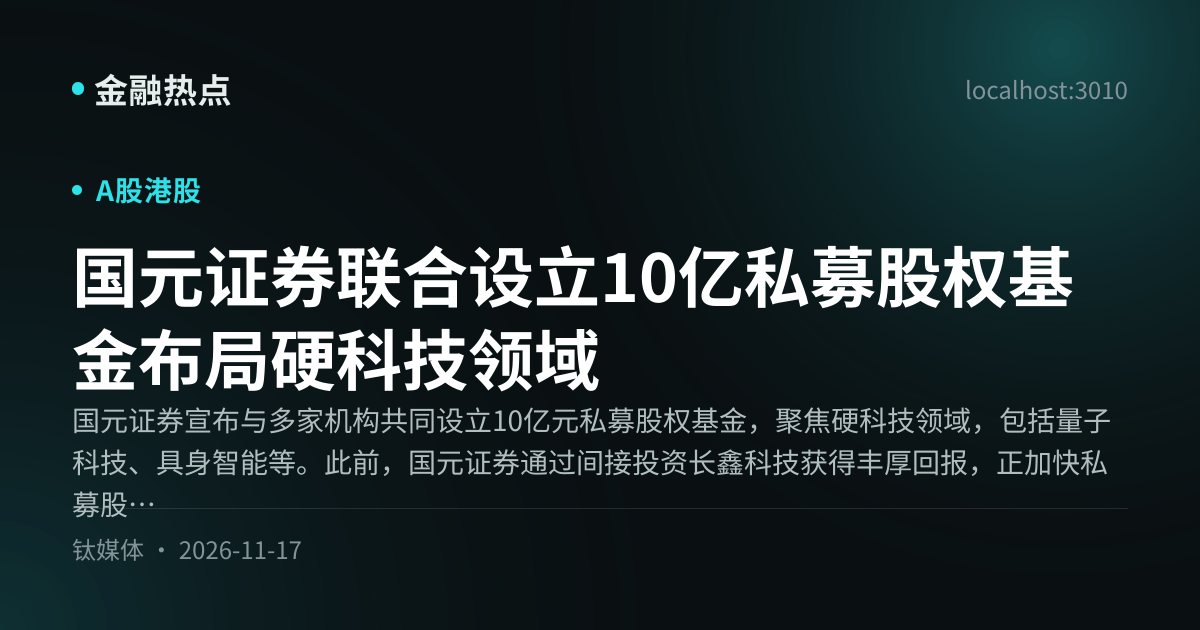 金融热点
localhost:3010
A股港股
国元证券联合设立10亿私募股权基
金布局硬科技领域
国元证券宣布与多家机构共同设立10亿元私募股权基金，聚焦硬科技领域，包括量子
科技、具身智能等。此前，国元证券通过间接投资长鑫科技获得丰厚回报，正加快私
募股…
钛媒体 • 2026-11-17